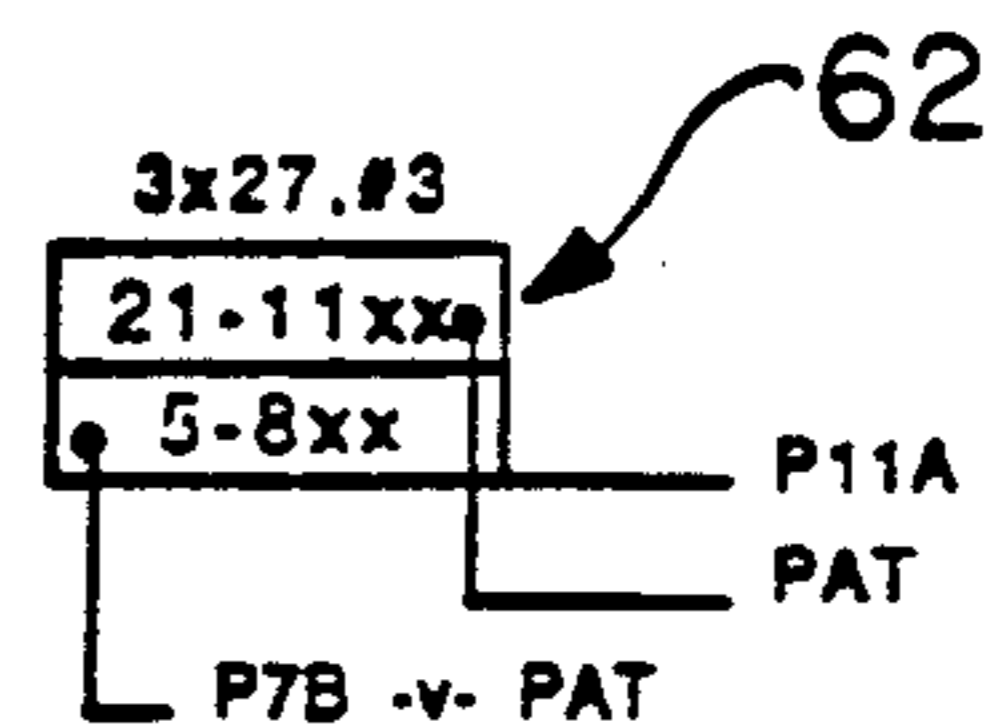 62
3x27.#3
21-11xx
5-8xx
P11A
PAT
P7B -v- PAT